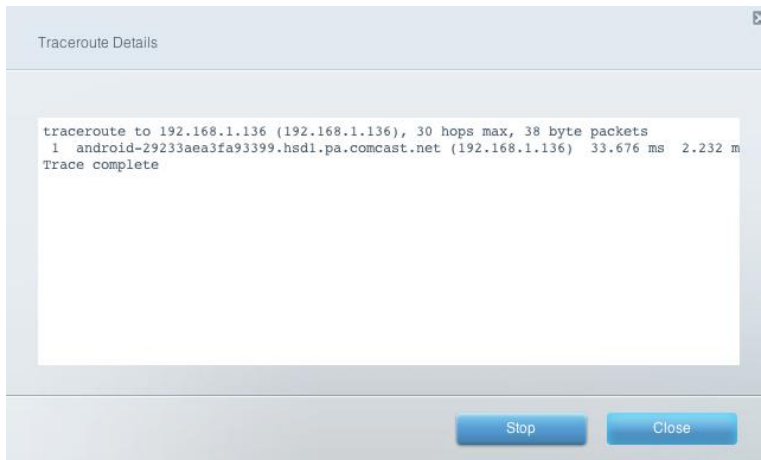 Traceroute Details
traceroute to 192.168.1.136 (192.168.1.136), 30 hops max, 38 byte packets
1 android-29233aea3fa93399.hsd1.pa.comcast.net (192.168.1.136) 33.676 ms 2.232 m
Trace complete
Stop Close